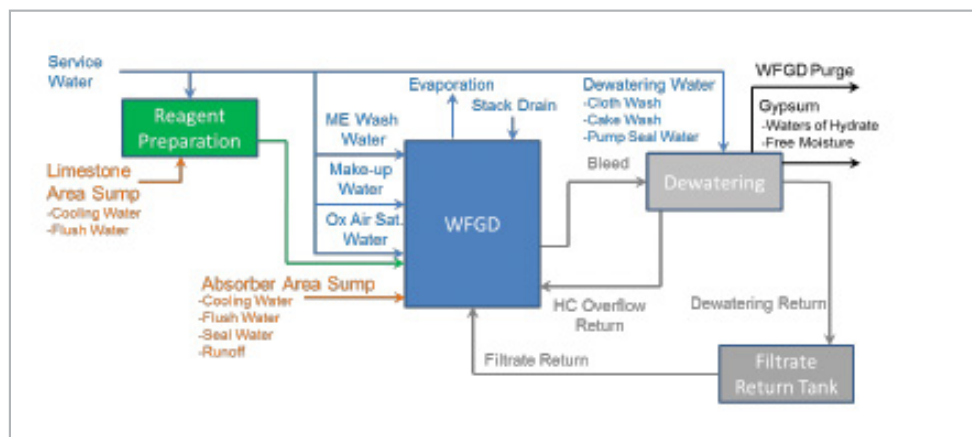 Service
Water
Reagent
Preparation
Limestone
Area Sump
-Cooling Water
-Flush Water
Evaporation
Stack Drain
ME Wash
Water
Make-up
Water
Ox Air Sat.
Water
WFGD
Absorber Area Sump
-Cooling Water
-Flush Water
-Seal Water
-Runoff
Dewatering Water
-Cloth Wash
-Cake Wash
-Pump Seal Water
Bleed
Dewatering
WFGD Purge
Gypsum
-Waters of Hydrate
-Free Moisture
HC Overflow
Return
Dewatering Return
Filtrate Return
Filtrate
Return Tank